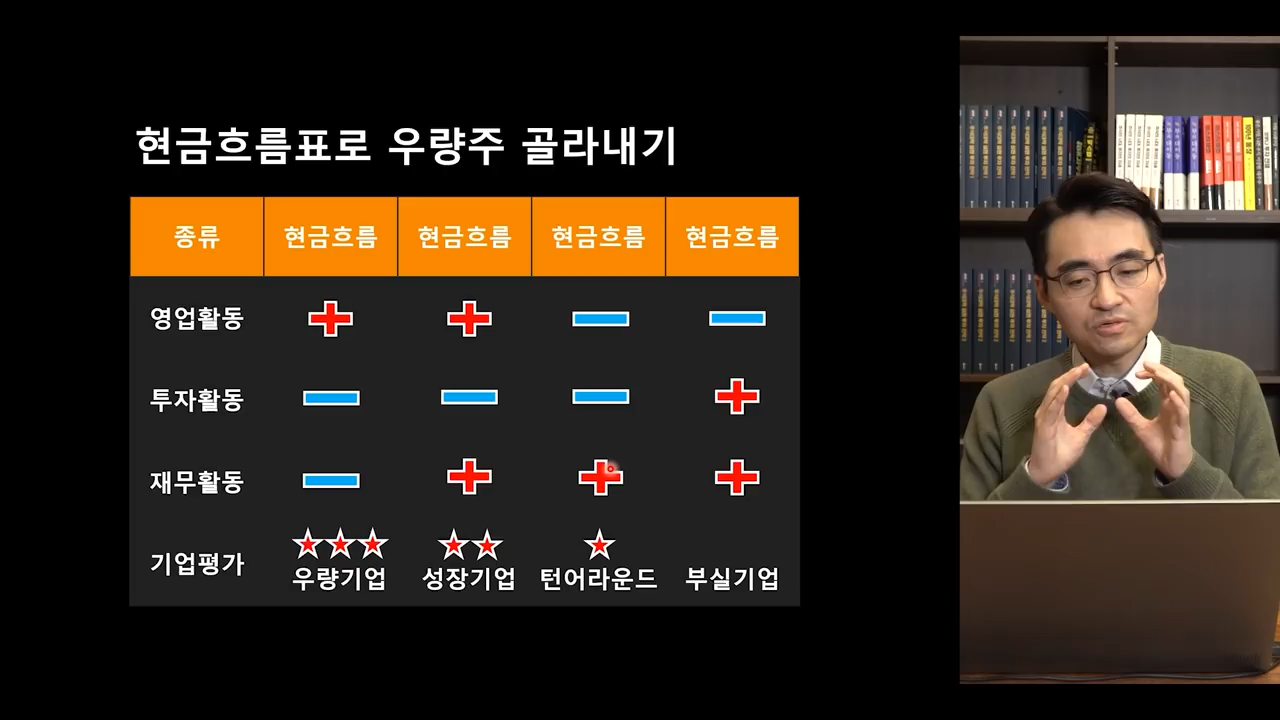 현금흐름표로 우량주 골라내기
종류 현금흐름 현금흐름 현금흐름 현금흐름
영업활동
투자활동
재무활동
기업평가 우량기업 성장기업 턴어라운드 부실기업